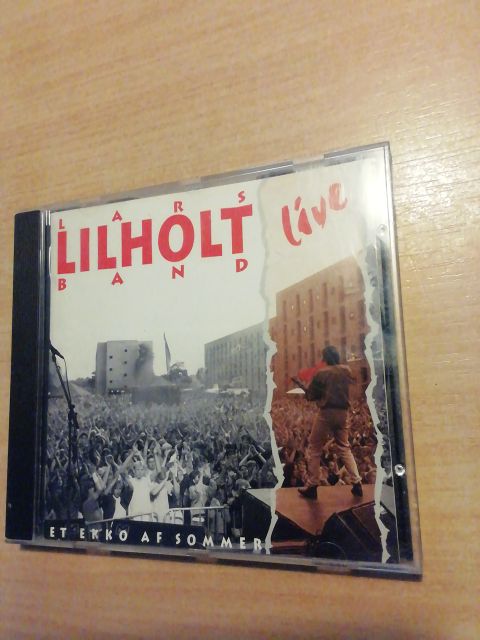 LARS
LILHOLT
BAND
live
ET EKKO AF SOMMER